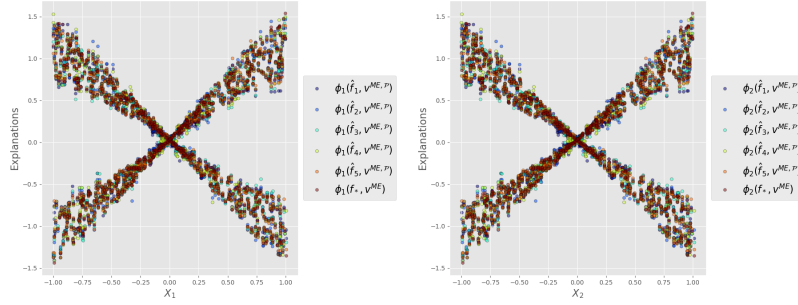 1.5
1.0
0.5
0.0
−0.5
−1.0
−1.5
Explanations
−1.00 −0.75 −0.50 −0.25 0.00 0.25 0.50 0.75 1.00
X₁
ϕ₁(f̂₁, v^{ME,𝒫})
ϕ₁(f̂₂, v^{ME,𝒫})
ϕ₁(f̂₃, v^{ME,𝒫})
ϕ₁(f̂₄, v^{ME,𝒫})
ϕ₁(f̂₅, v^{ME,𝒫})
ϕ₁(f⁎, v^{ME})
1.5
1.0
0.5
0.0
−0.5
−1.0
−1.5
Explanations
−1.00 −0.75 −0.50 −0.25 0.00 0.25 0.50 0.75 1.00
X₂
ϕ₂(f̂₁, v^{ME,𝒫})
ϕ₂(f̂₂, v^{ME,𝒫})
ϕ₂(f̂₃, v^{ME,𝒫})
ϕ₂(f̂₄, v^{ME,𝒫})
ϕ₂(f̂₅, v^{ME,𝒫})
ϕ₂(f⁎, v^{ME})